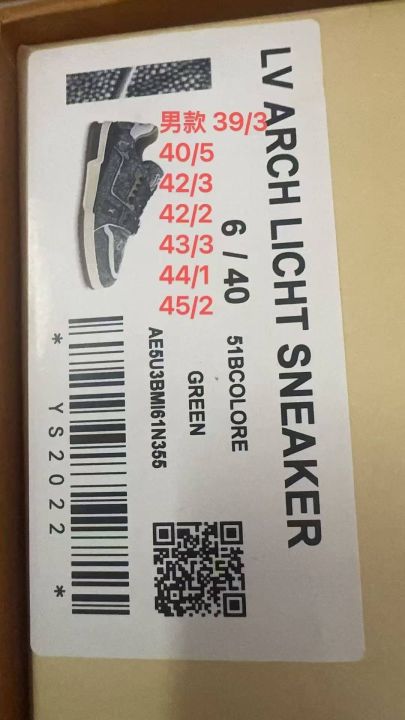 LV ARCH LICHT SNEAKER
男款 39/3
40/5
42/3
42/2
43/3
44/1
45/2
6 / 40
51BCOLORE
GREEN
AE5U3BMI61N355
* YS2022 *